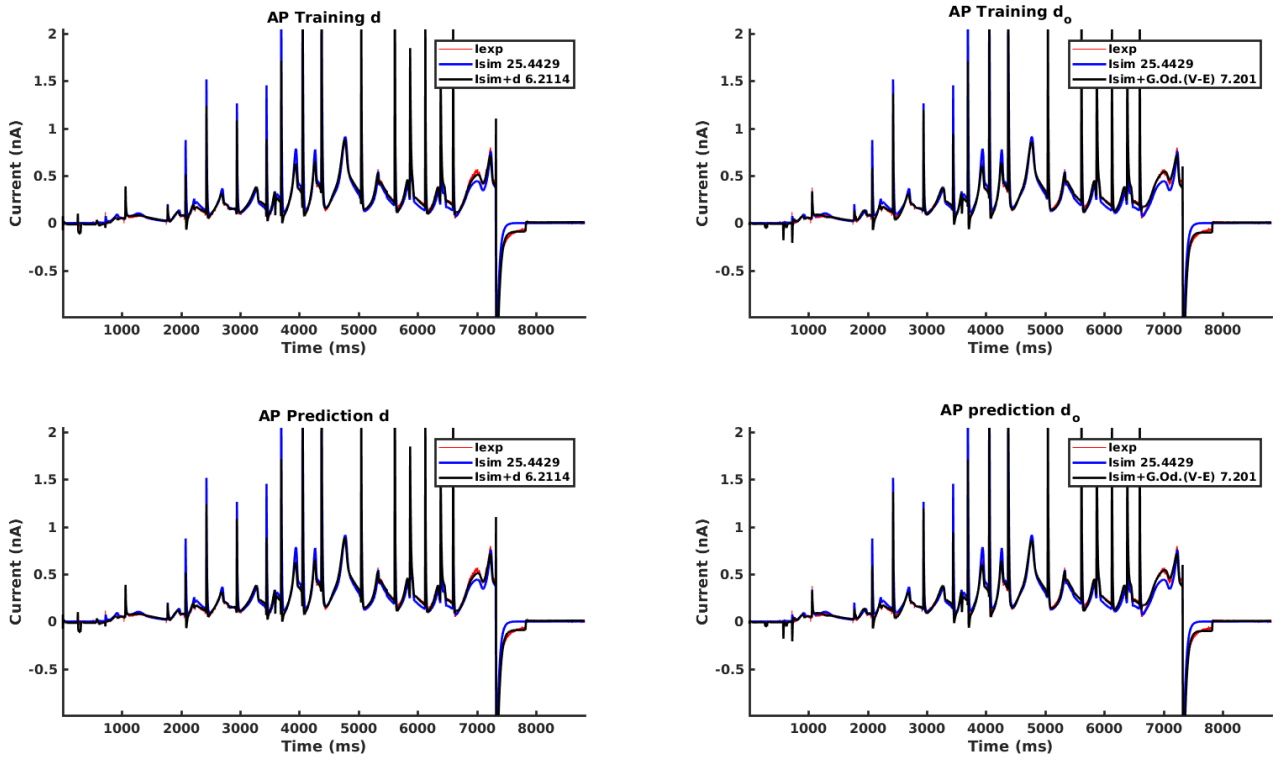 AP Training d
2
1.5
1
0.5
0
-0.5
Current (nA)
Iexp
Isim 25.4429
Isim+d 6.2114
1000 2000 3000 4000 5000 6000 7000 8000
Time (ms)
AP Training do
2
1.5
1
0.5
0
-0.5
Current (nA)
Iexp
Isim 25.4429
Isim+G.Od.(V-E) 7.201
1000 2000 3000 4000 5000 6000 7000 8000
Time (ms)
AP Prediction d
2
1.5
1
0.5
0
-0.5
Current (nA)
Iexp
Isim 25.4429
Isim+d 6.2114
1000 2000 3000 4000 5000 6000 7000 8000
Time (ms)
AP prediction do
2
1.5
1
0.5
0
-0.5
Current (nA)
Iexp
Isim 25.4429
Isim+G.Od.(V-E) 7.201
1000 2000 3000 4000 5000 6000 7000 8000
Time (ms)